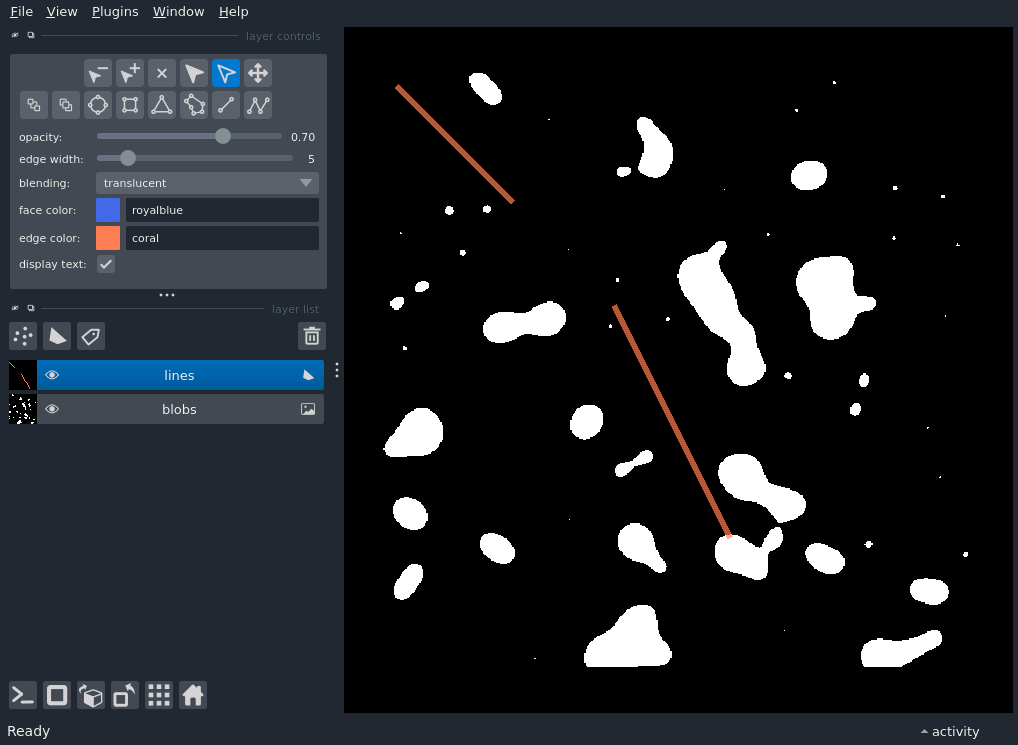 File View Plugins Window Help
layer controls
opacity: 0.70
edge width: 5
blending: translucent
face color: royalblue
edge color: coral
display text:
layer list
lines
blobs
Ready activity